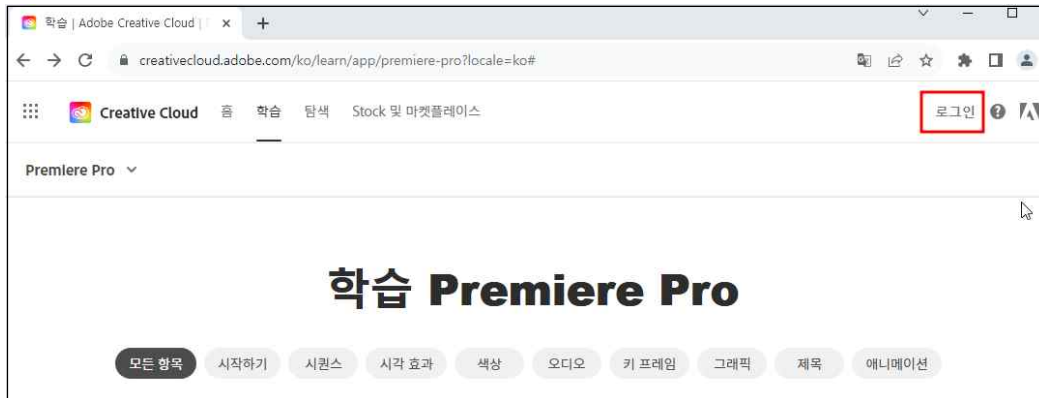 학습 | Adobe Creative Cloud |
creativecloud.adobe.com/ko/learn/app/premiere-pro?locale=ko#
Creative Cloud 홈 학습 탐색 Stock 및 마켓플레이스 로그인
Premiere Pro
학습 Premiere Pro
모든 항목 시작하기 시퀀스 시각 효과 색상 오디오 키 프레임 그래픽 제목 애니메이션